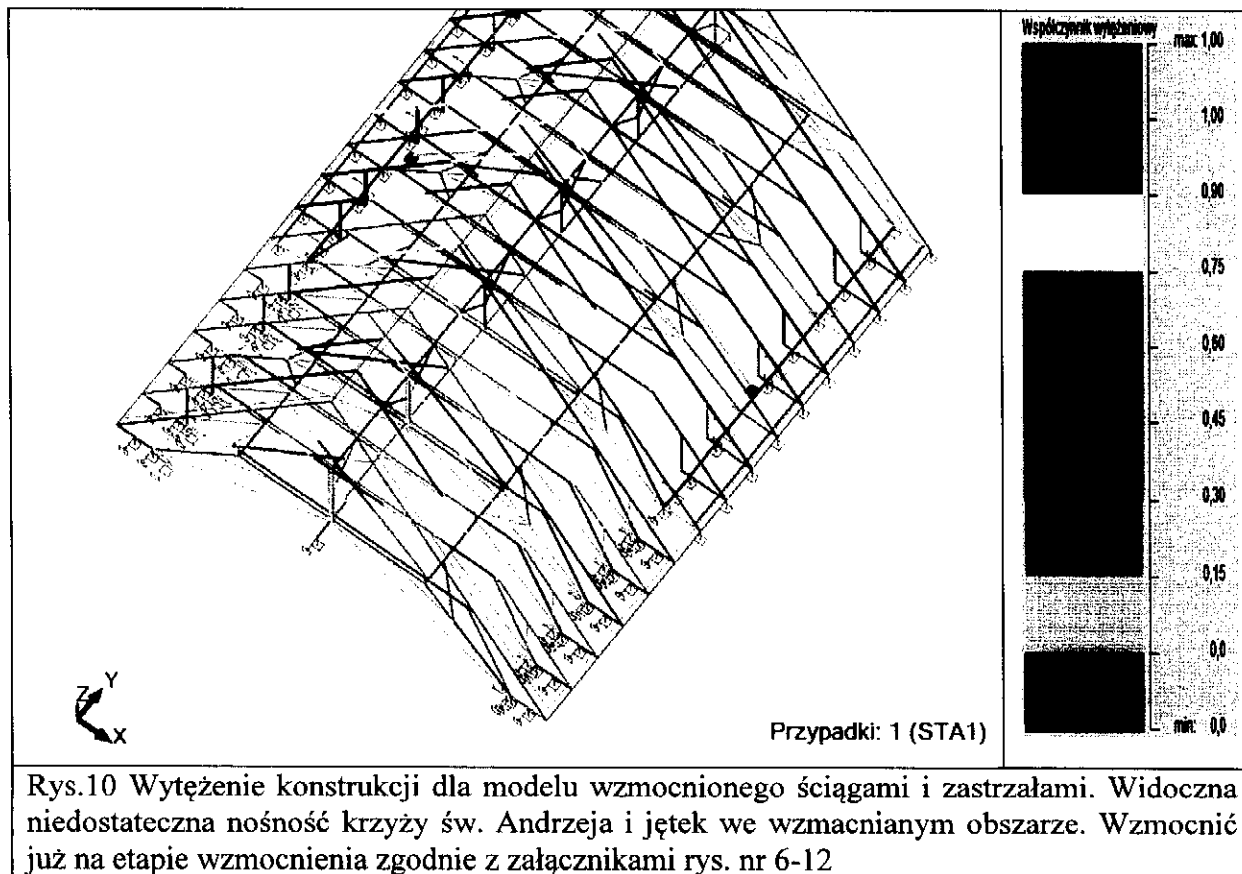 Współczynnik wytężeniowy
max: 1,00
1,00
0,90
0,75
0,60
0,45
0,30
0,15
0,0
min: 0,0
Z Y
X
Przypadki: 1 (STA1)
Rys.10 Wytężenie konstrukcji dla modelu wzmocnionego ściągami i zastrzałami. Widoczna
niedostateczna nośność krzyży św. Andrzeja i jętek we wzmacnianym obszarze. Wzmocnić
już na etapie wzmocnienia zgodnie z załącznikami rys. nr 6-12